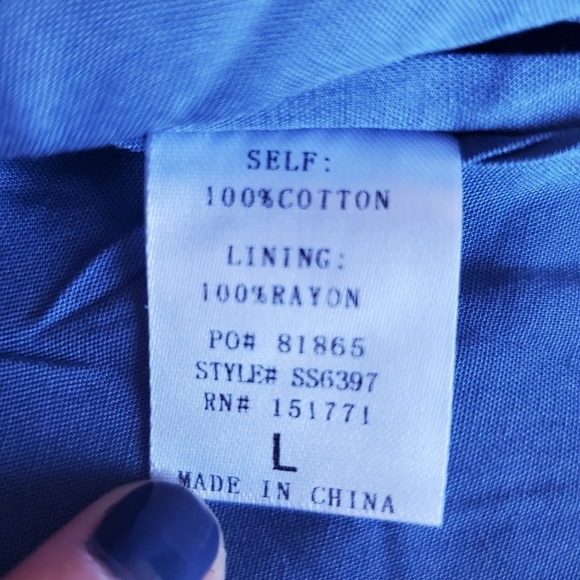 SELF:
100%COTTON
LINING:
100%RAYON
PO# 81865
STYLE# SS6397
RN# 151771
L
MADE IN CHINA